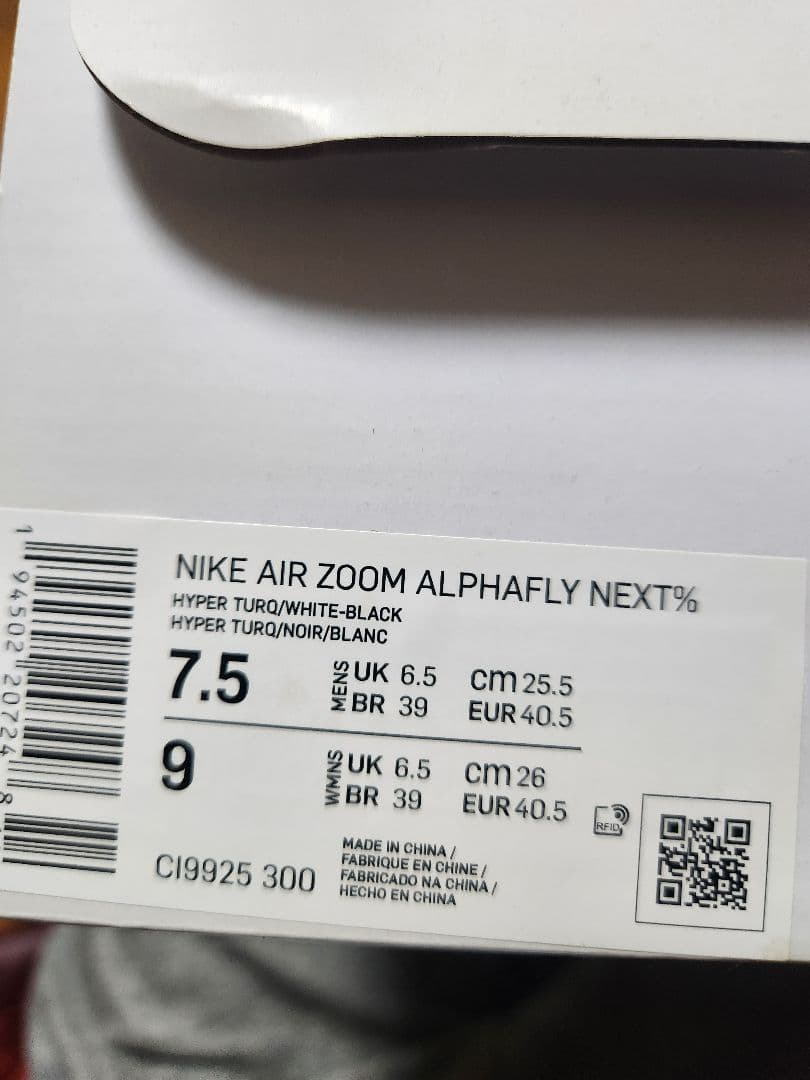 NIKE AIR ZOOM ALPHAFLY NEXT%
HYPER TURQ/WHITE-BLACK
HYPER TURQ/NOIR/BLANC
7.5 MENS UK 6.5 cm 25.5
BR 39 EUR 40.5
9 WMNS UK 6.5 cm 26
BR 39 EUR 40.5
RFID
CI9925 300
MADE IN CHINA /
FABRIQUE EN CHINE /
FABRICADO NA CHINA /
HECHO EN CHINA
1 94502 20724 8